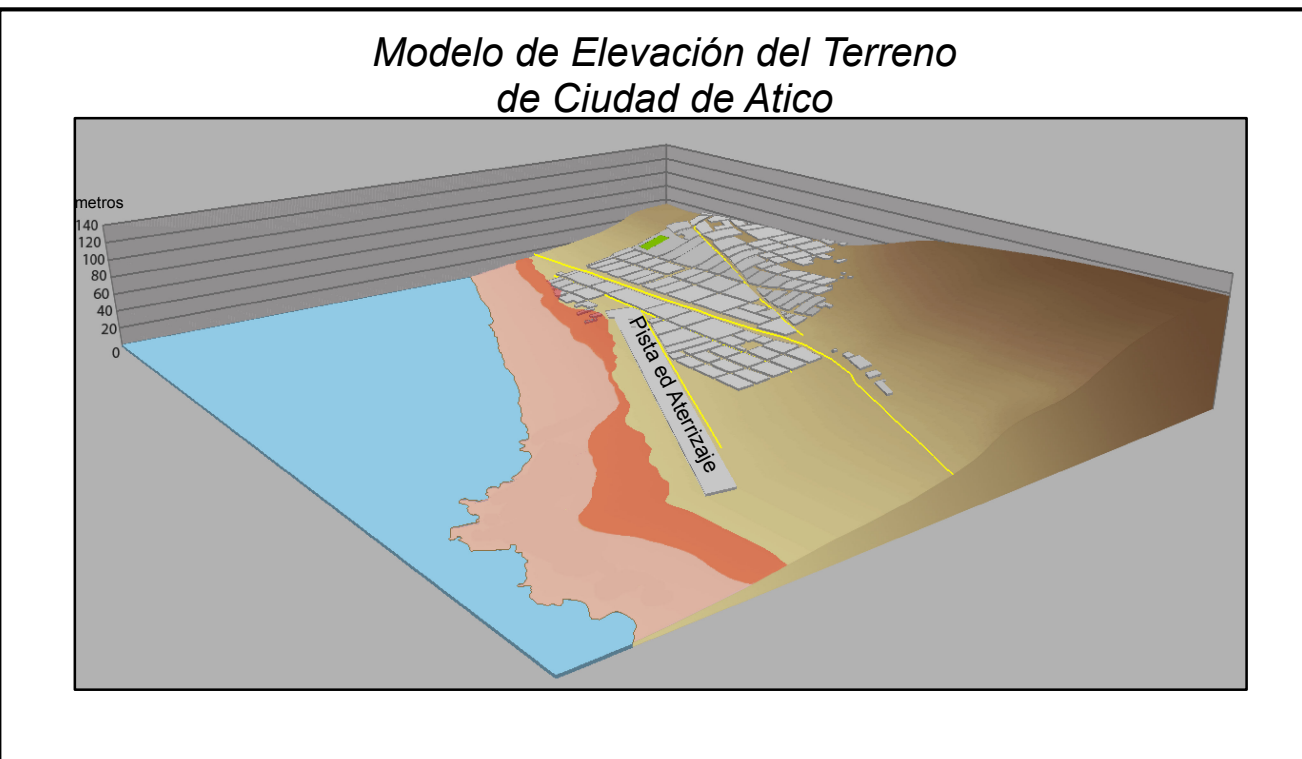 Modelo de Elevación del Terreno
de Ciudad de Atico
metros
140
120
100
80
60
40
20
0
Pista ed Aterrizaje